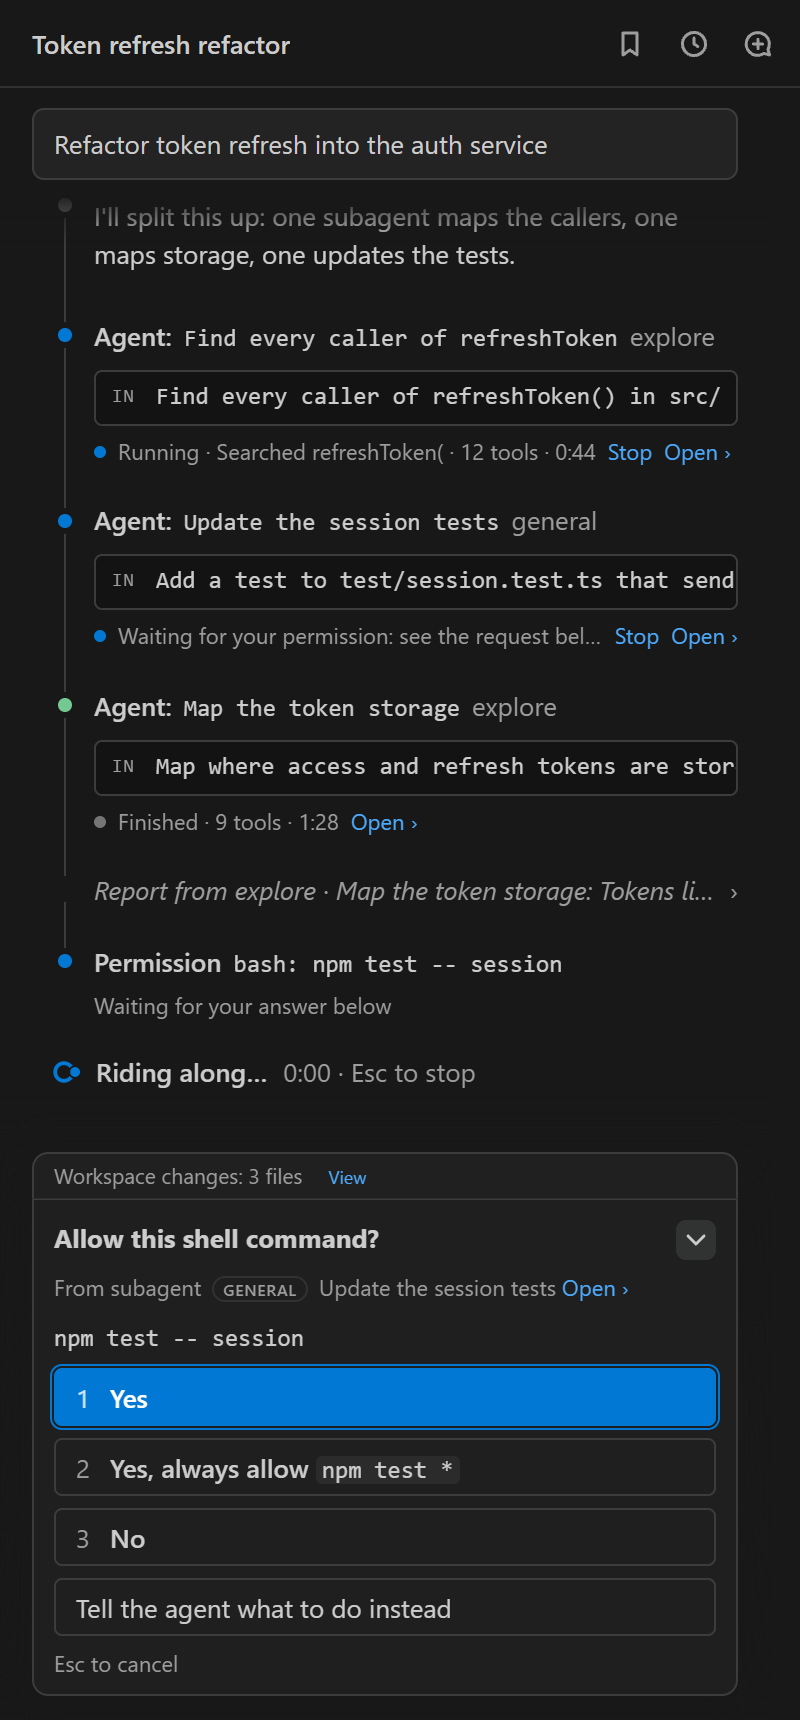 Token refresh refactor
Refactor token refresh into the auth service
I'll split this up: one subagent maps the callers, one
maps storage, one updates the tests.
Agent: Find every caller of refreshToken explore
IN Find every caller of refreshToken() in src/
Running · Searched refreshToken( · 12 tools · 0:44 Stop Open ›
Agent: Update the session tests general
IN Add a test to test/session.test.ts that send
Waiting for your permission: see the request bel... Stop Open ›
Agent: Map the token storage explore
IN Map where access and refresh tokens are stor
Finished · 9 tools · 1:28 Open ›
Report from explore · Map the token storage: Tokens li... ›
Permission bash: npm test -- session
Waiting for your answer below
Riding along... 0:00 · Esc to stop
Workspace changes: 3 files View
Allow this shell command?
From subagent GENERAL Update the session tests Open ›
npm test -- session
1 Yes
2 Yes, always allow npm test *
3 No
Tell the agent what to do instead
Esc to cancel